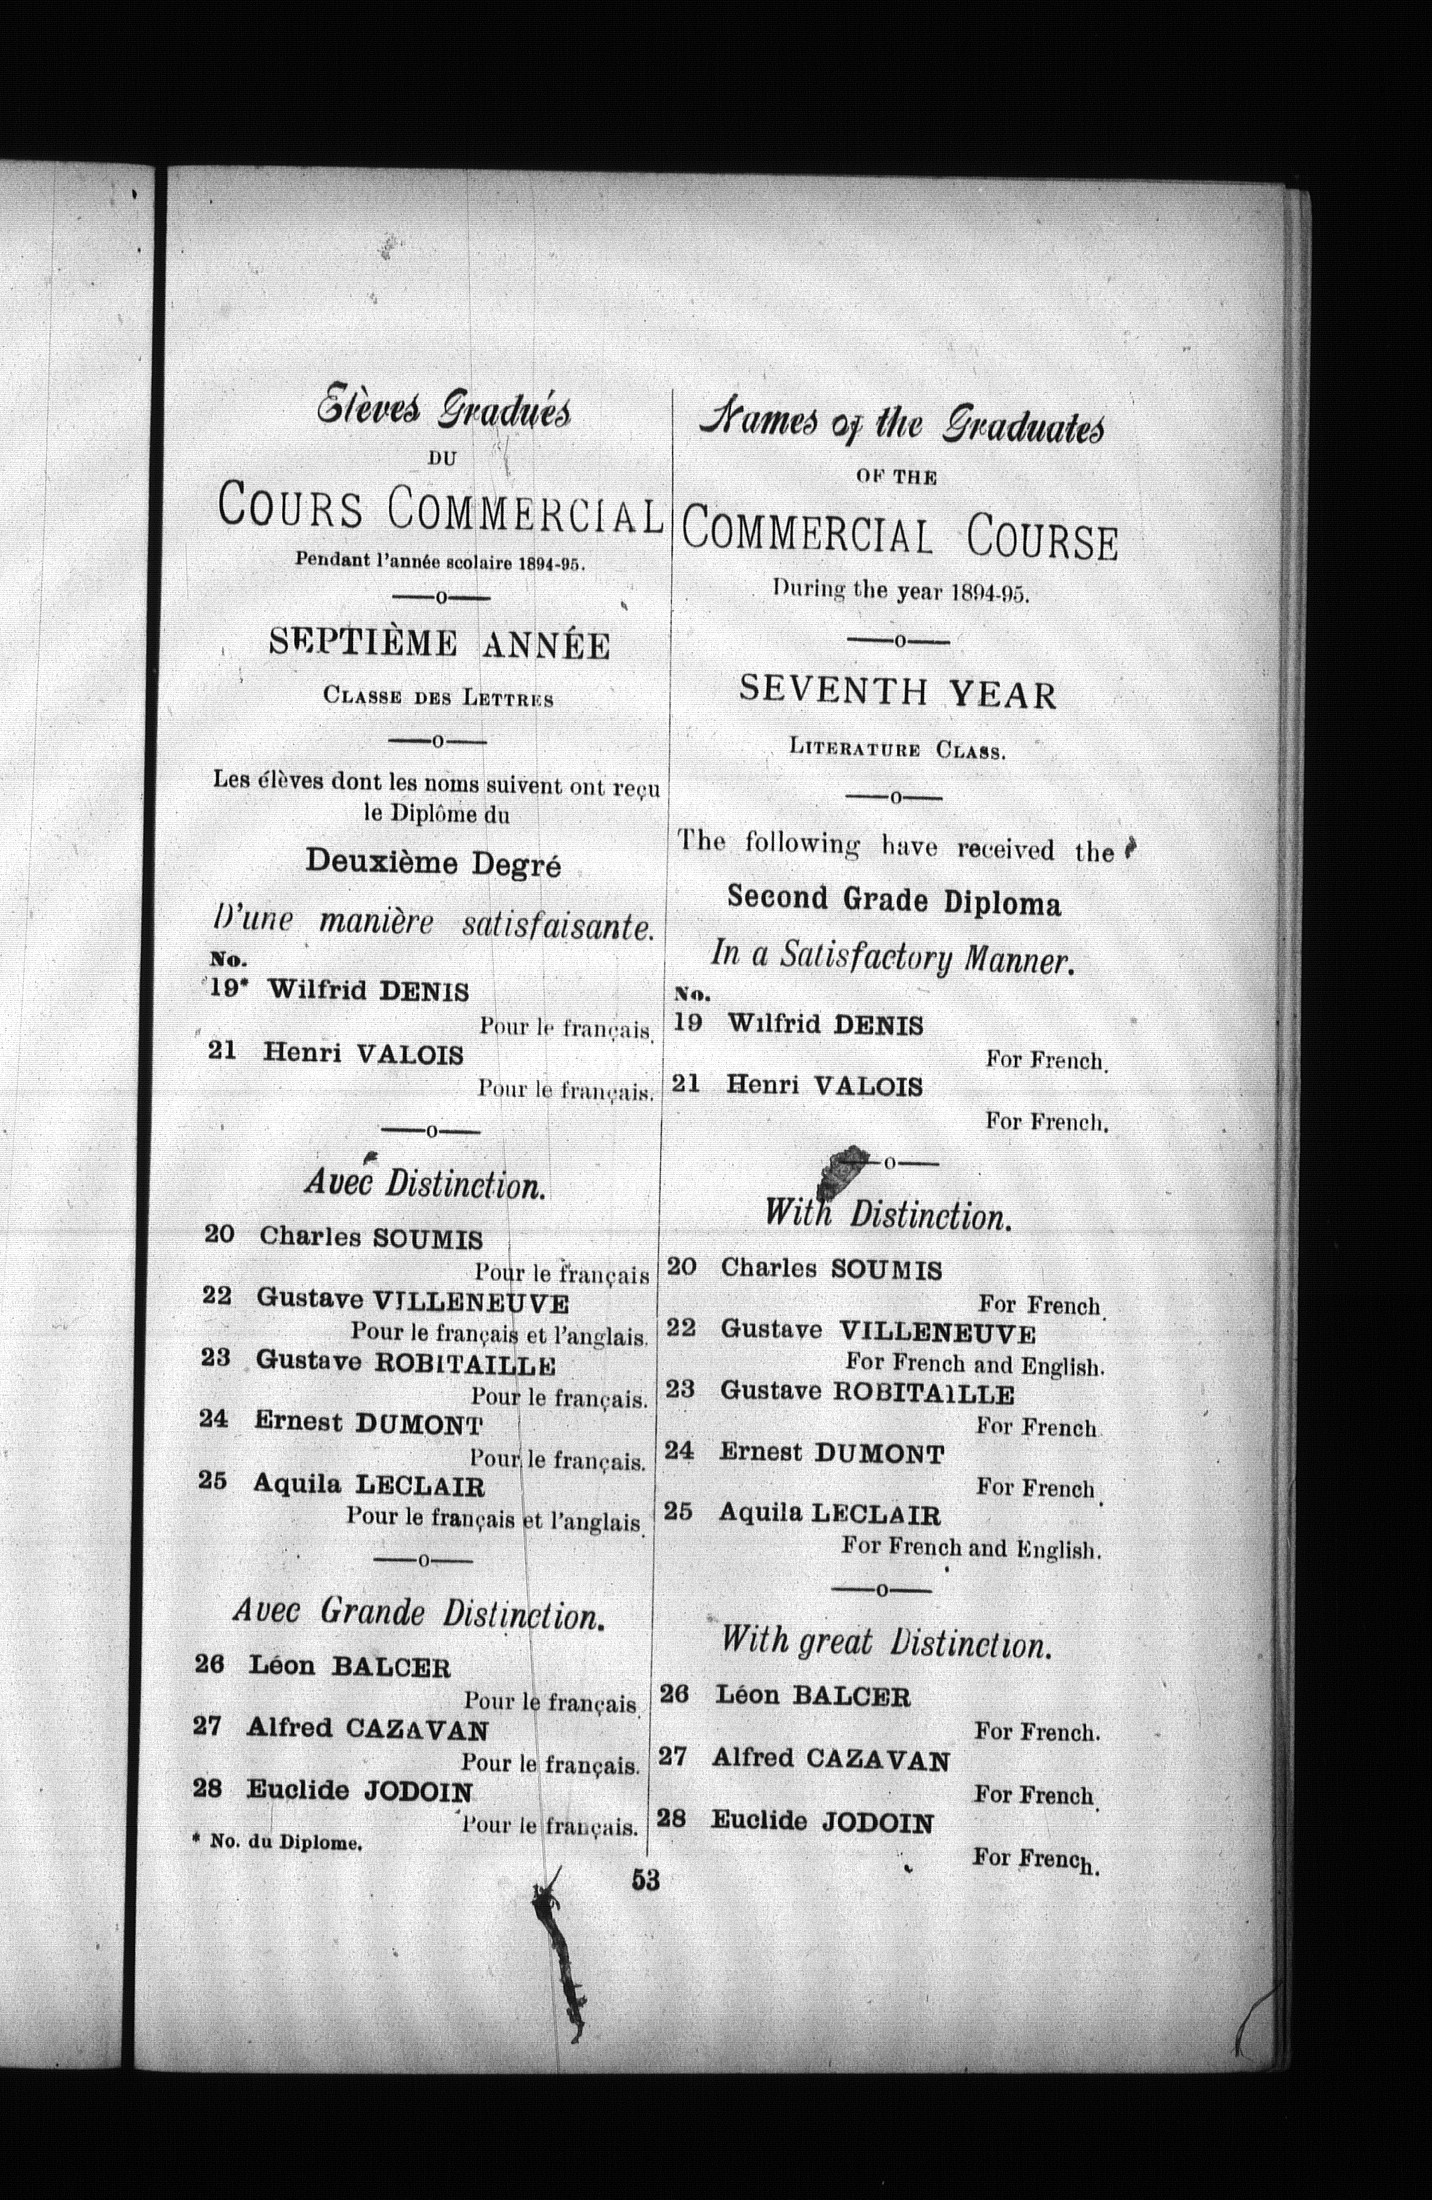 Elèves Gradués
DU
COURS COMMERCIAL
Pendant l'année scolaire 1894-95.
——o——
SEPTIÈME ANNÉE
CLASSE DES LETTRES
——o——
Les élèves dont les noms suivent ont reçu
le Diplôme du
Deuxième Degré
D'une manière satisfaisante.
No.
19* Wilfrid DENIS
Pour le français.
21 Henri VALOIS
Pour le français.
——o——
Avec Distinction.
20 Charles SOUMIS
Pour le français
22 Gustave VILLENEUVE
Pour le français et l'anglais.
23 Gustave ROBITAILLE
Pour le français.
24 Ernest DUMONT
Pour le français.
25 Aquila LECLAIR
Pour le français et l'anglais.
——o——
Avec Grande Distinction.
26 Léon BALCER
Pour le français.
27 Alfred CAZAVAN
Pour le français.
28 Euclide JODOIN
Pour le français.
* No. du Diplome.
Names of the Graduates
OF THE
COMMERCIAL COURSE
During the year 1894-95.
——o——
SEVENTH YEAR
LITERATURE CLASS.
——o——
The following have received the
Second Grade Diploma
In a Satisfactory Manner.
No.
19 Wilfrid DENIS
For French.
21 Henri VALOIS
For French.
——o——
With Distinction.
20 Charles SOUMIS
For French.
22 Gustave VILLENEUVE
For French and English.
23 Gustave ROBITAILLE
For French
24 Ernest DUMONT
For French.
25 Aquila LECLAIR
For French and English.
——o——
With great Distinction.
26 Léon BALCER
For French.
27 Alfred CAZAVAN
For French.
28 Euclide JODOIN
For French.
53